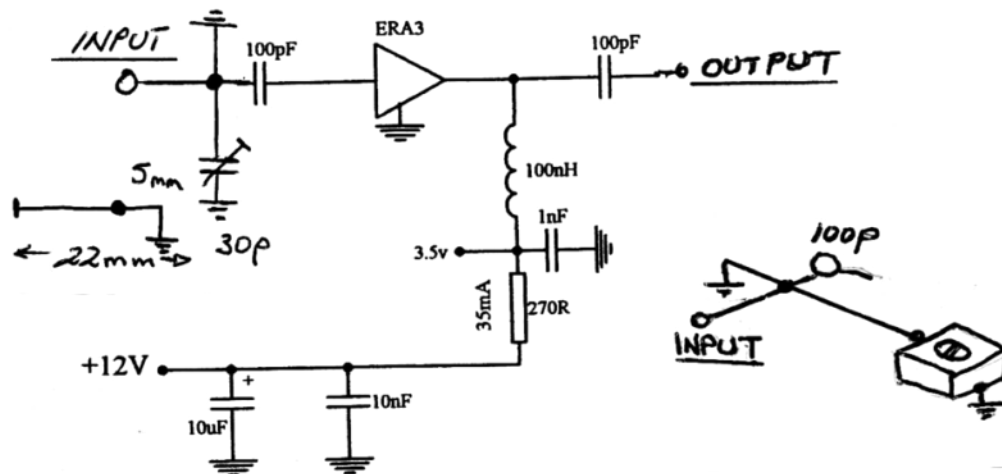 ERA3
INPUT
100pF
100pF
OUTPUT
5mm
100nH
22mm
30p
1nF
3.5v
100p
35mA
270R
INPUT
+12V
+
10nF
10uF